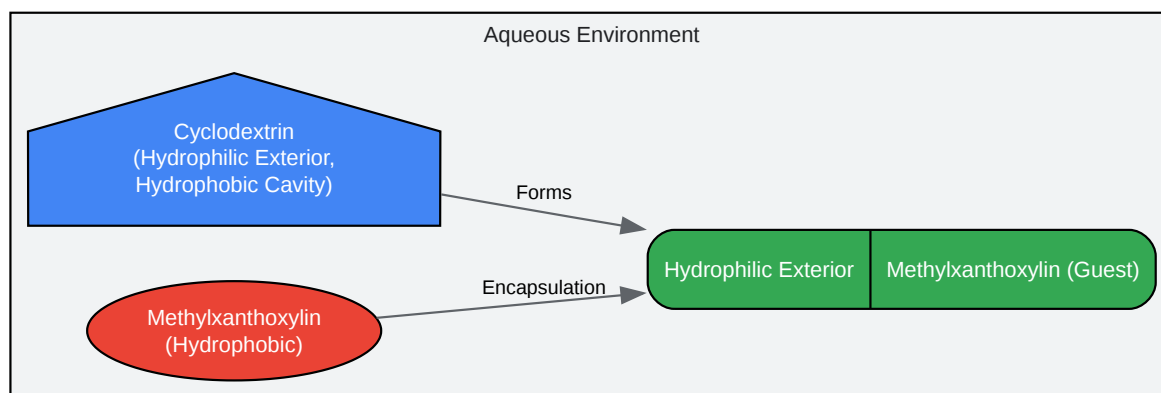 Aqueous Environment
Cyclodextrin
(Hydrophilic Exterior,
Hydrophobic Cavity)
Forms
Hydrophilic Exterior
Methylxanthoxylin (Guest)
Encapsulation
Methylxanthoxylin
(Hydrophobic)